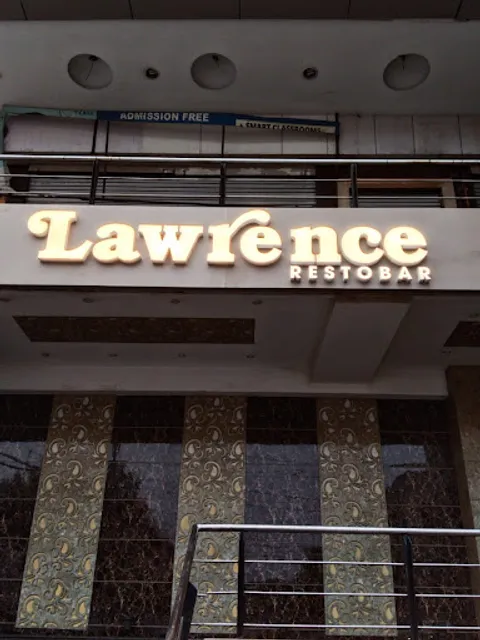 ADMISSION FREE
SMART CLASSROOMS
Lawrence
RESTOBAR